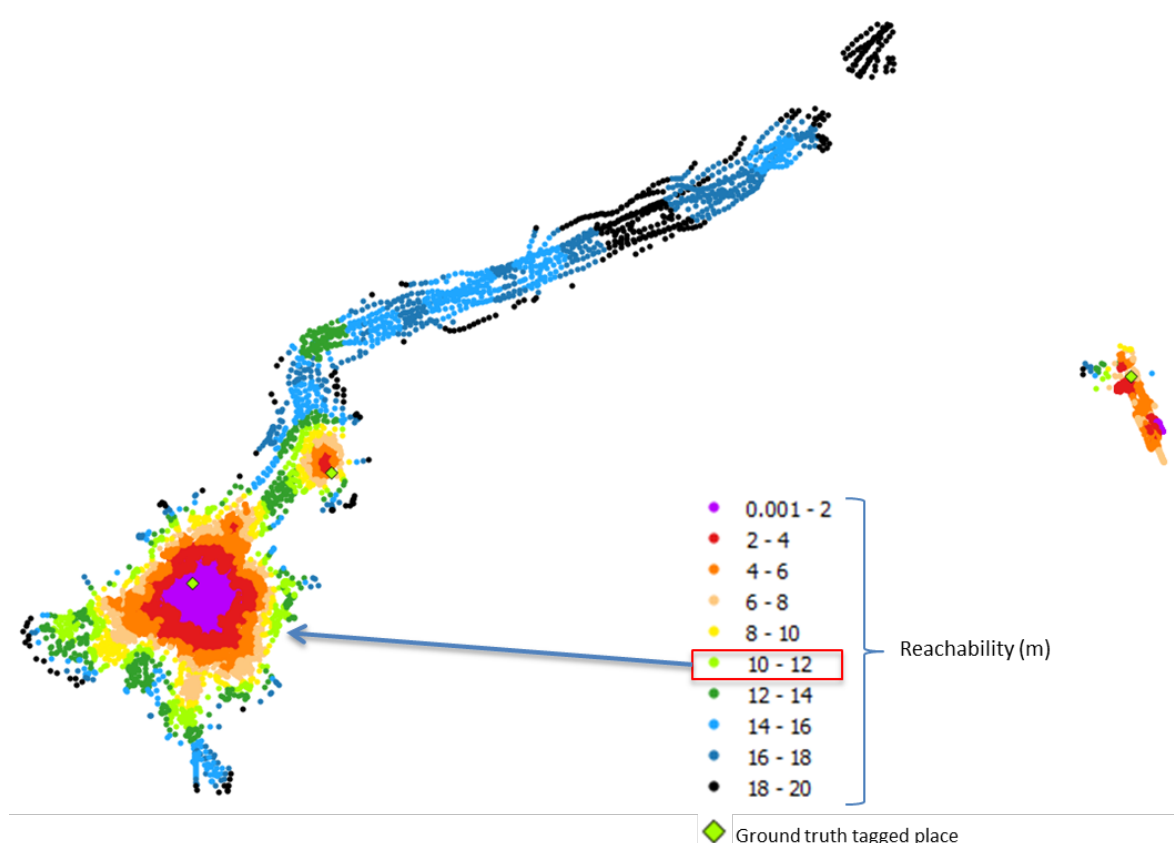 0.001 - 2
2 - 4
4 - 6
6 - 8
8 - 10
Reachability (m)
10 - 12
12 - 14
14 - 16
16 - 18
18 - 20
Ground truth tagged place